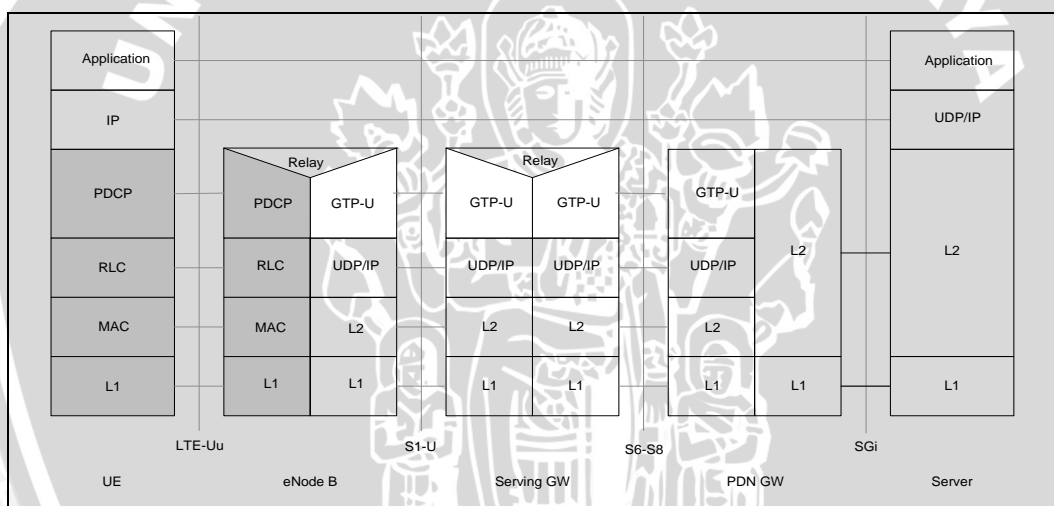 Application
IP
PDCP
RLC
MAC
L1
Relay
PDCP
GTP-U
RLC
UDP/IP
MAC
L2
L1
L1
Relay
GTP-U
GTP-U
UDP/IP
UDP/IP
L2
L2
L1
L1
GTP-U
L2
UDP/IP
L2
L1
L1
Application
UDP/IP
L2
L1
LTE-Uu
S1-U
S6-S8
SGi
UE
eNode B
Serving GW
PDN GW
Server